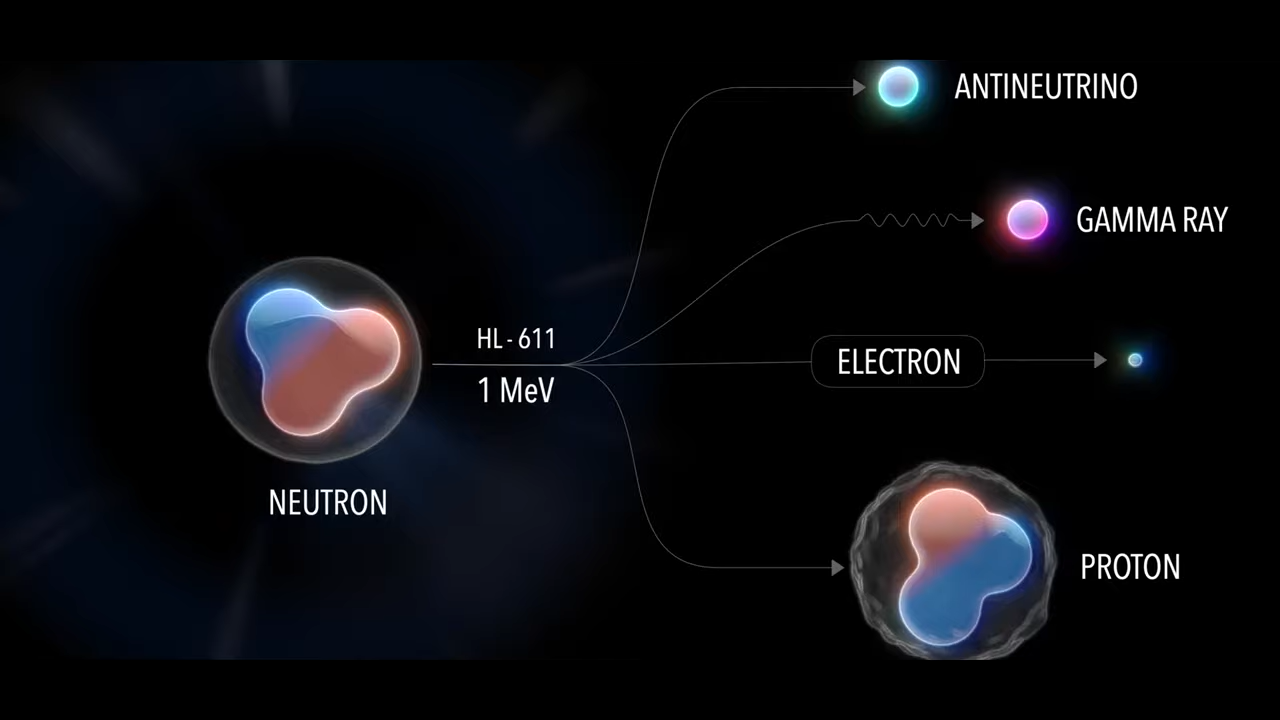 ANTINEUTRINO
GAMMA RAY
HL - 611
1 MeV
ELECTRON
NEUTRON
PROTON